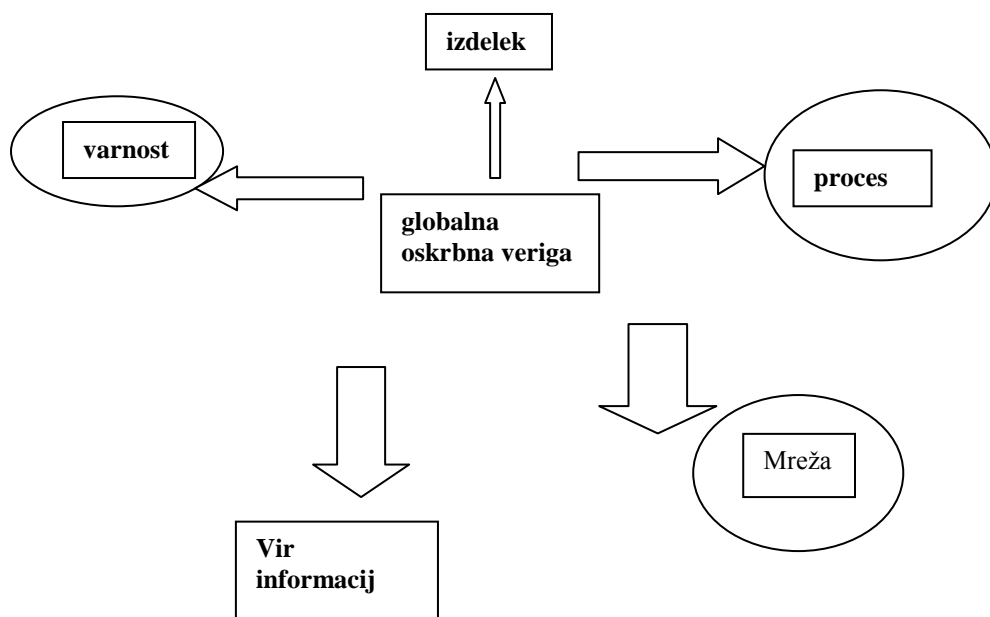 izdelek
varnost
proces
globalna
oskrbna veriga
Mreža
Vir
informacij